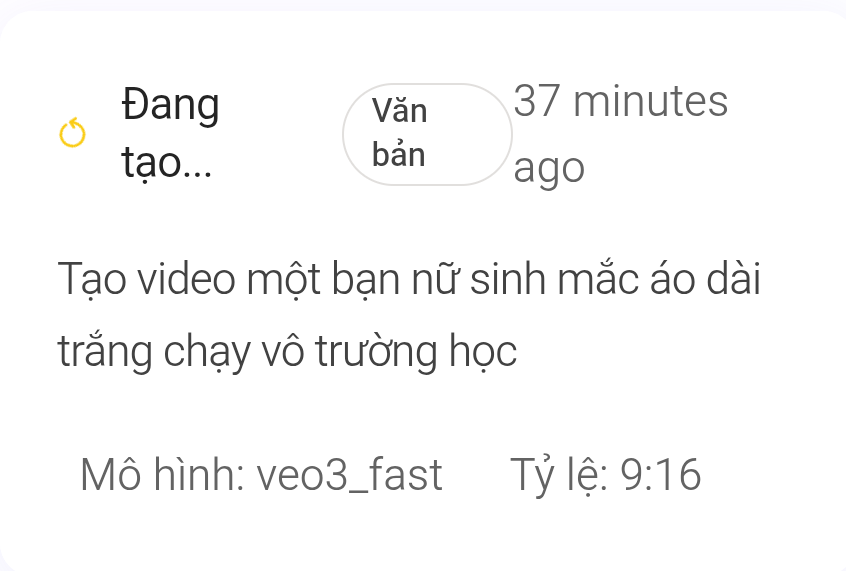 Đang
tạo...
Văn
bản
37 minutes
ago
Tạo video một bạn nữ sinh mắc áo dài
trắng chạy vô trường học
Mô hình: veo3_fast
Tỷ lệ: 9:16